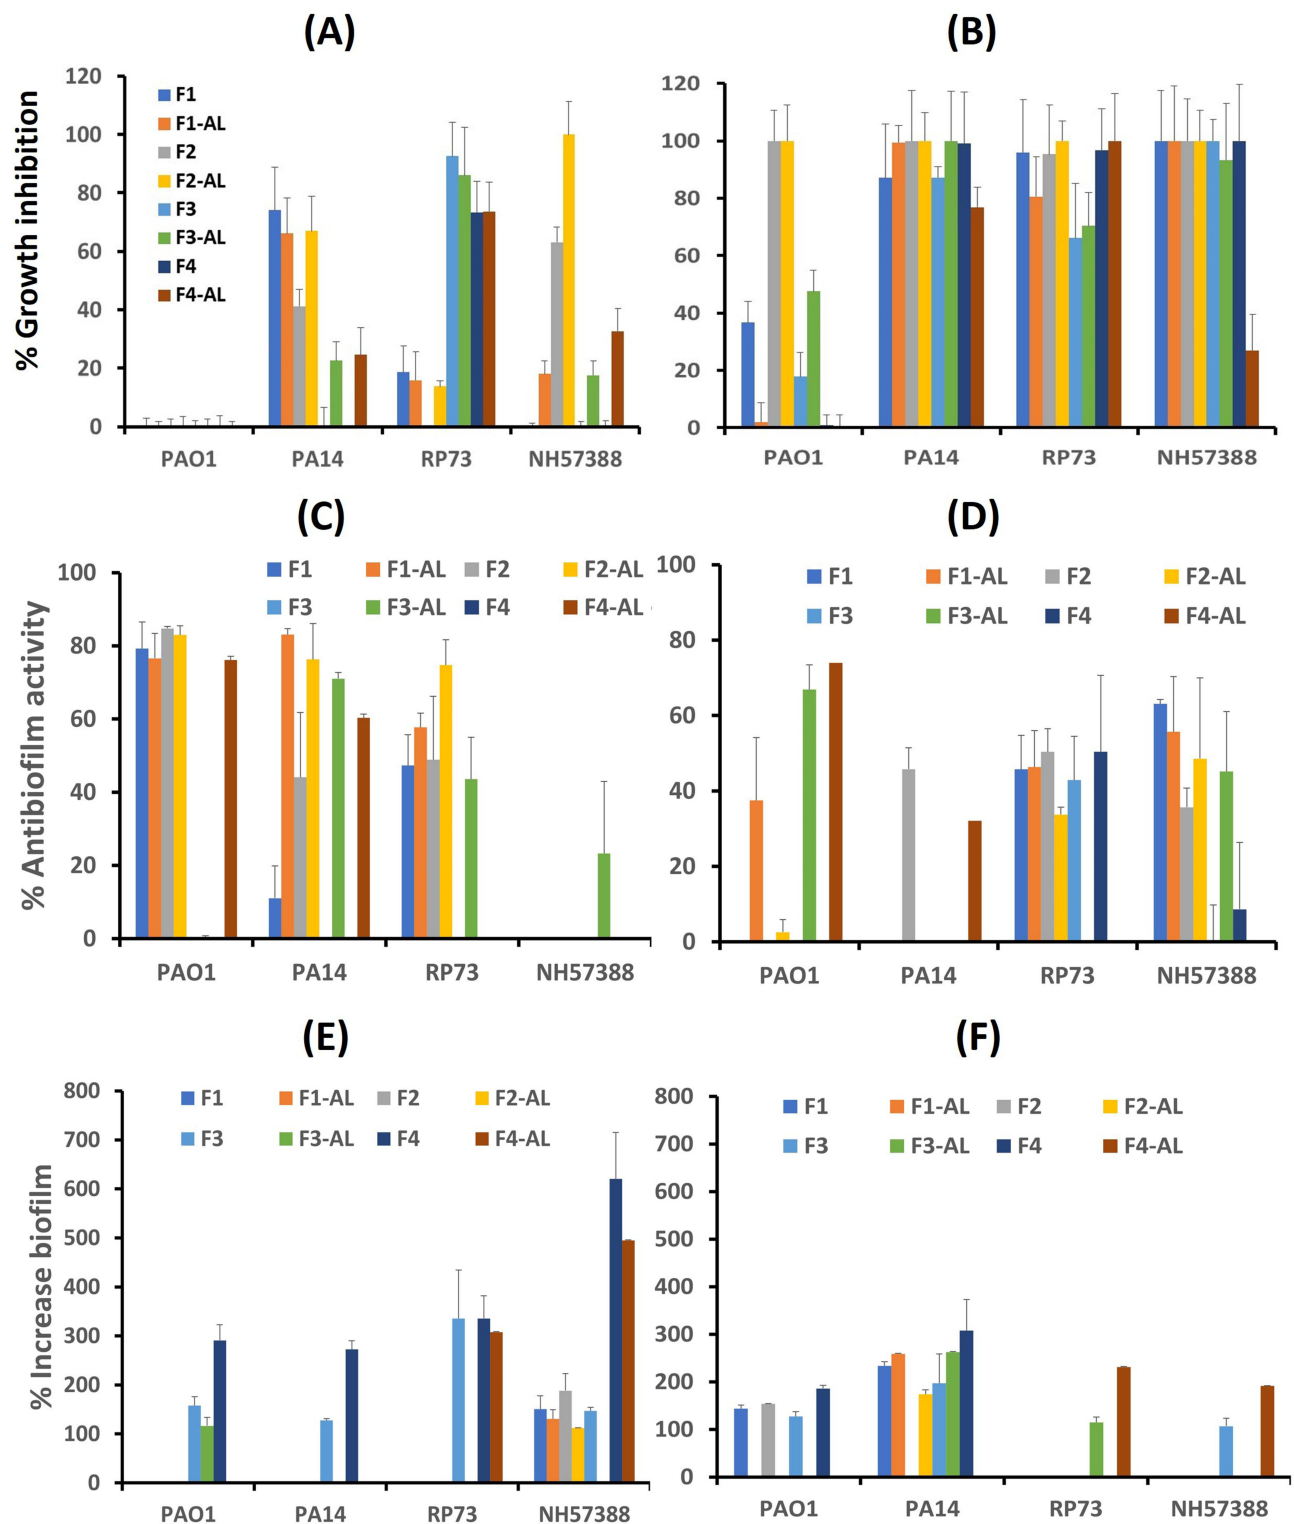 (A)
% Growth inhibition
120
100
80
60
40
20
0
F1
F1-AL
F2
F2-AL
F3
F3-AL
F4
F4-AL
PAO1 PA14 RP73 NH57388
(B)
120
100
80
60
40
20
0
PAO1 PA14 RP73 NH57388
(C)
% Antibiofilm activity
100
80
60
40
20
0
F1 F1-AL F2 F2-AL
F3 F3-AL F4 F4-AL
PAO1 PA14 RP73 NH57388
(D)
100
80
60
40
20
0
F1 F1-AL F2 F2-AL
F3 F3-AL F4 F4-AL
PAO1 PA14 RP73 NH57388
(E)
% Increase biofilm
800
700
600
500
400
300
200
100
0
F1 F1-AL F2 F2-AL
F3 F3-AL F4 F4-AL
PAO1 PA14 RP73 NH57388
(F)
800
700
600
500
400
300
200
100
0
F1 F1-AL F2 F2-AL
F3 F3-AL F4 F4-AL
PAO1 PA14 RP73 NH57388